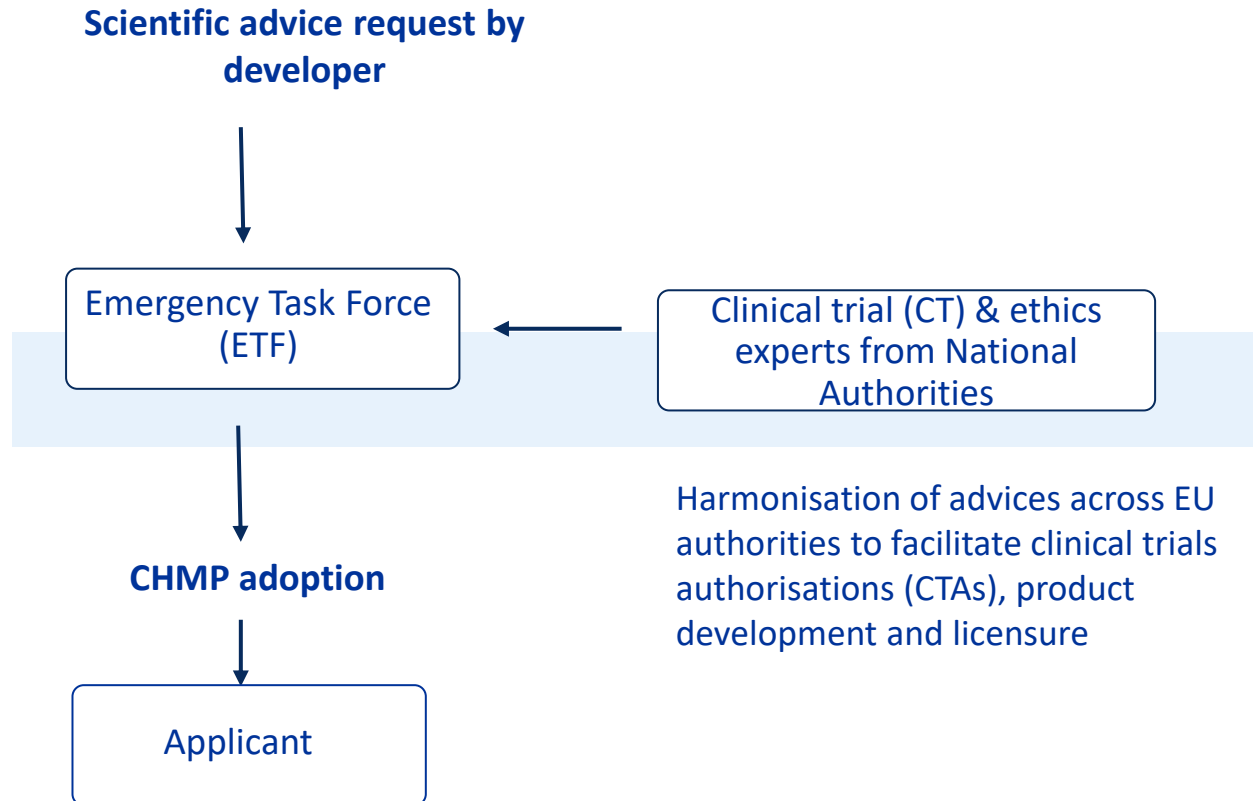 Scientific advice request by
developer
Emergency Task Force
(ETF)
Clinical trial (CT) & ethics
experts from National
Authorities
Harmonisation of advices across EU
authorities to facilitate clinical trials
authorisations (CTAs), product
development and licensure
CHMP adoption
Applicant